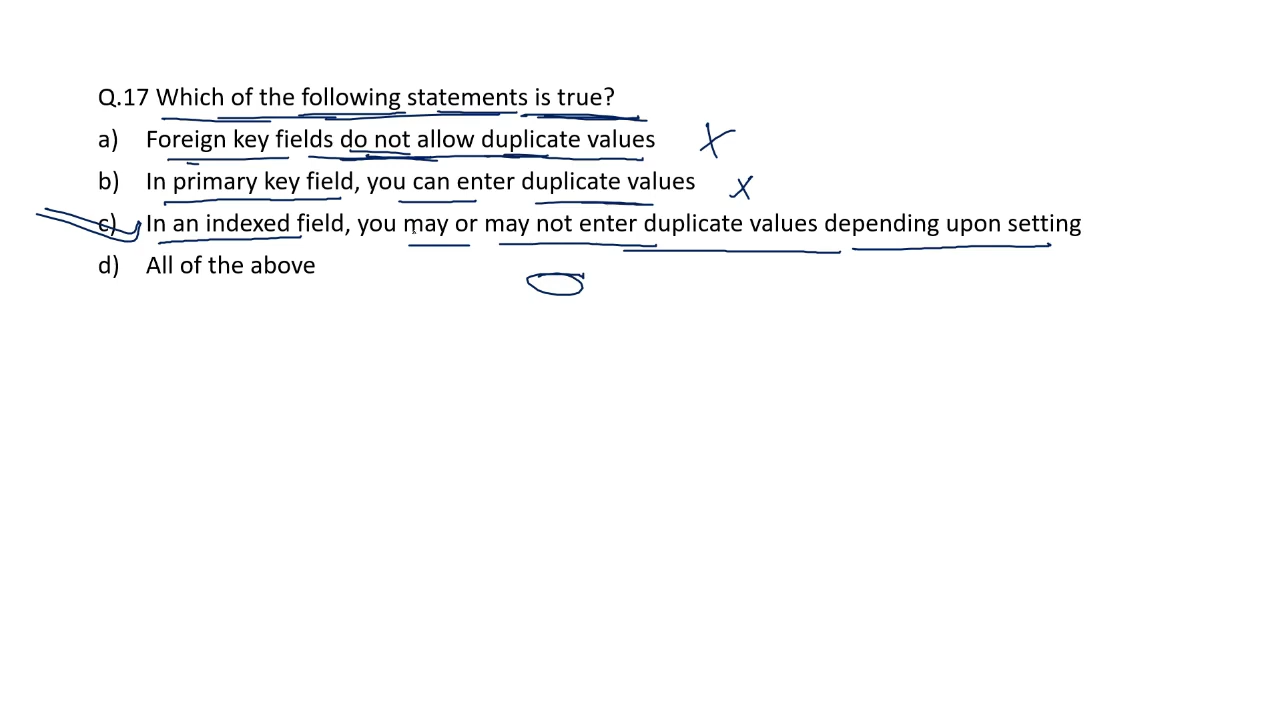 Q.17 Which of the following statements is true?
a) Foreign key fields do not allow duplicate values
b) In primary key field, you can enter duplicate values
c) In an indexed field, you may or may not enter duplicate values depending upon setting
d) All of the above